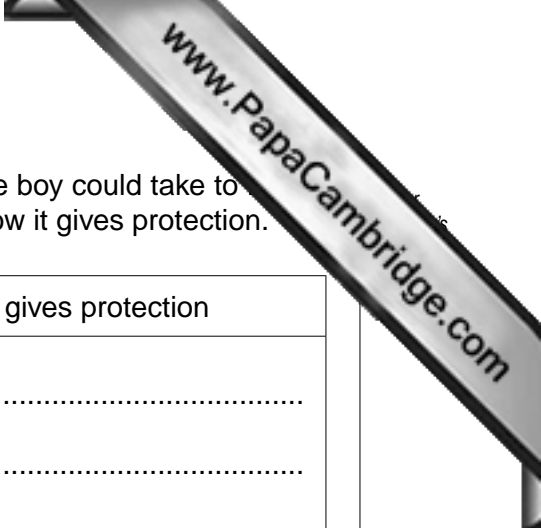 www.PapaCambridge.com
e boy could take to
ow it gives protection.
gives protection
....................................
....................................